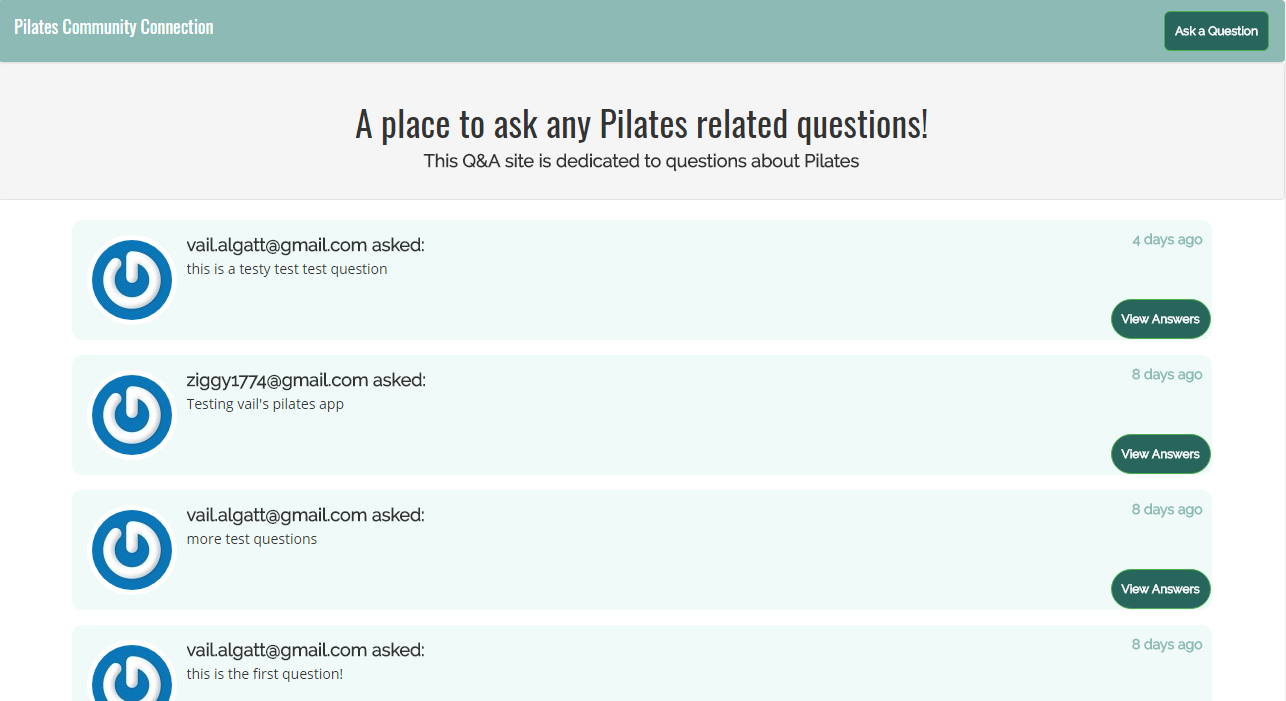 Pilates Community Connection
Ask a Question
A place to ask any Pilates related questions!
This Q&A site is dedicated to questions about Pilates
vail.algatt@gmail.com asked:
4 days ago
this is a testy test test question
View Answers
ziggy1774@gmail.com asked:
8 days ago
Testing vail's pilates app
View Answers
vail.algatt@gmail.com asked:
8 days ago
more test questions
View Answers
vail.algatt@gmail.com asked:
8 days ago
this is the first question!